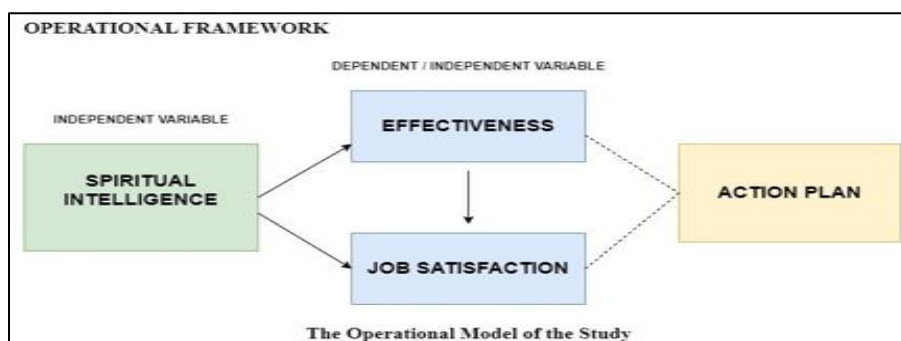 OPERATIONAL FRAMEWORK
DEPENDENT / INDEPENDENT VARIABLE
INDEPENDENT VARIABLE
EFFECTIVENESS
SPIRITUAL
INTELLIGENCE
ACTION PLAN
JOB SATISFACTION
The Operational Model of the Study